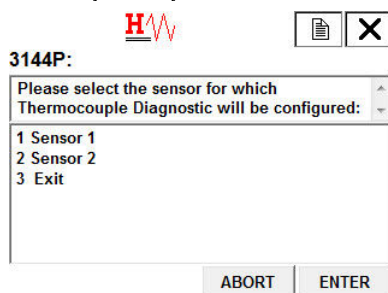 H
3144P:
Please select the sensor for which
Thermocouple Diagnostic will be configured:
1 Sensor 1
2 Sensor 2
3 Exit
ABORT ENTER